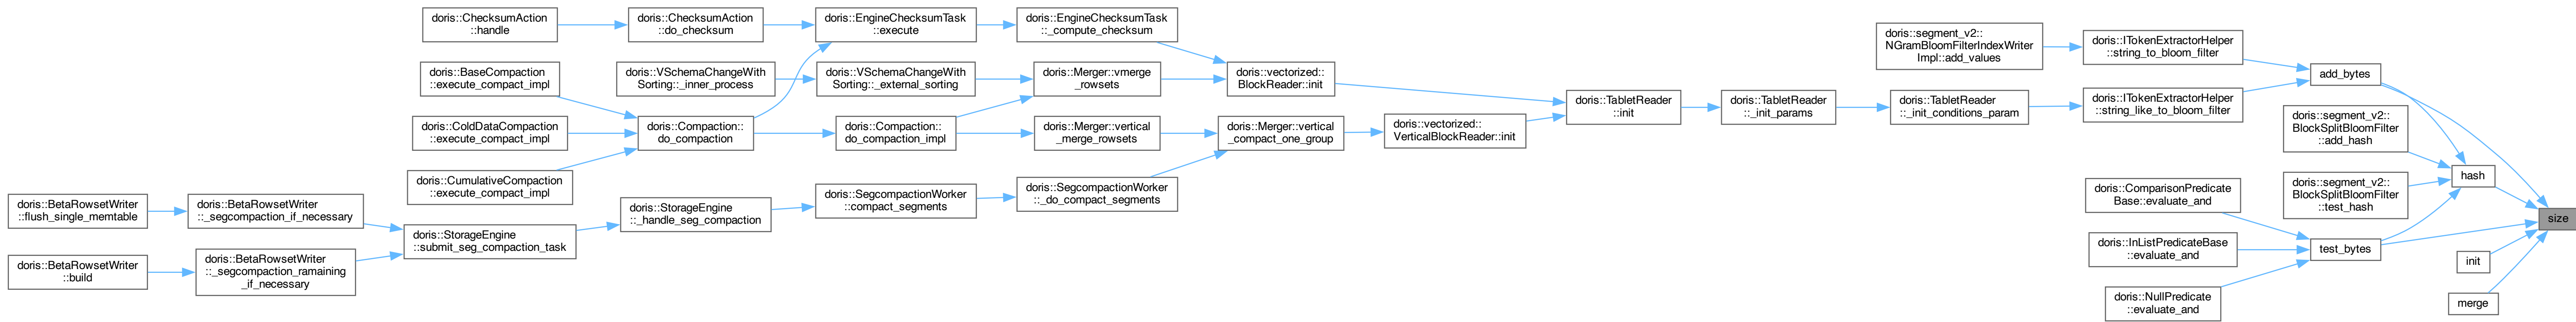 doris::ChecksumAction
::handle
doris::ChecksumAction
::do_checksum
doris::EngineChecksumTask
::execute
doris::EngineChecksumTask
::_compute_checksum
doris::BaseCompaction
::execute_compact_impl
doris::VSchemaChangeWith
Sorting::_inner_process
doris::VSchemaChangeWith
Sorting::_external_sorting
doris::Merger::vmerge
_rowsets
doris::vectorized::
BlockReader::init
doris::ColdDataCompaction
::execute_compact_impl
doris::Compaction::
do_compaction
doris::Compaction::
do_compaction_impl
doris::Merger::vertical
_merge_rowsets
doris::Merger::vertical
_compact_one_group
doris::vectorized::
VerticalBlockReader::init
doris::TabletReader
::init
doris::TabletReader
::_init_params
doris::TabletReader
::_init_conditions_param
doris::segment_v2::
NGramBloomFilterIndexWriter
Impl::add_values
doris::ITokenExtractorHelper
::string_to_bloom_filter
doris::ITokenExtractorHelper
::string_like_to_bloom_filter
add_bytes
doris::segment_v2::
BlockSplitBloomFilter
::add_hash
doris::segment_v2::
BlockSplitBloomFilter
::test_hash
hash
size
doris::CumulativeCompaction
::execute_compact_impl
doris::BetaRowsetWriter
::flush_single_memtable
doris::BetaRowsetWriter
::_segcompaction_if_necessary
doris::StorageEngine
::submit_seg_compaction_task
doris::StorageEngine
::_handle_seg_compaction
doris::SegcompactionWorker
::compact_segments
doris::SegcompactionWorker
::_do_compact_segments
doris::BetaRowsetWriter
::build
doris::BetaRowsetWriter
::_segcompaction_ramaining
_if_necessary
doris::ComparisonPredicate
Base::evaluate_and
doris::InListPredicateBase
::evaluate_and
doris::NullPredicate
::evaluate_and
test_bytes
init
merge